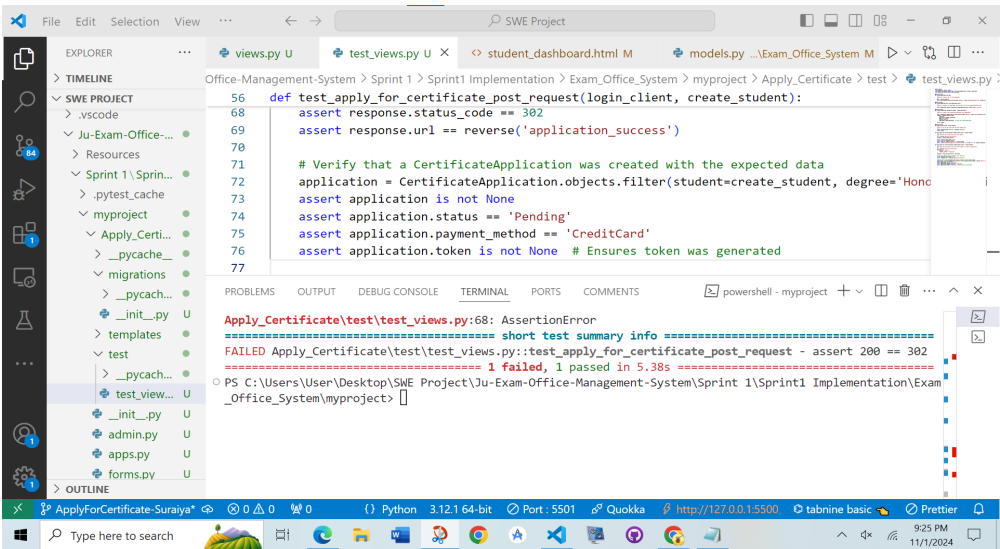 File Edit Selection View ··· SWE Project
EXPLORER ···
views.py U test_views.py U student_dashboard.html M models.py ...\Exam_Office_System M ···
TIMELINE
SWE PROJECT
.vscode
Ju-Exam-Office-...
Resources
Sprint 1 \ Sprin...
.pytest_cache
myproject
Apply_Certi...
__pycache__
migrations
__pycach...
__init__.py U
templates
test
__pycach...
test_view... U
__init__.py U
admin.py U
apps.py U
forms.py U
OUTLINE
84
1
1
1
Office-Management-System > Sprint 1 > Sprint1 Implementation > Exam_Office_System > myproject > Apply_Certificate > test > test_views.py >
56 def test_apply_for_certificate_post_request(login_client, create_student):
68 assert response.status_code == 302
69 assert response.url == reverse('application_success')
70
71 # Verify that a CertificateApplication was created with the expected data
72 application = CertificateApplication.objects.filter(student=create_student, degree='Hono
73 assert application is not None
74 assert application.status == 'Pending'
75 assert application.payment_method == 'CreditCard'
76 assert application.token is not None # Ensures token was generated
77
PROBLEMS OUTPUT DEBUG CONSOLE TERMINAL PORTS COMMENTS powershell - myproject ···
Apply_Certificate\test\test_views.py:68: AssertionError
===================================== short test summary info =====================================
FAILED Apply_Certificate\test\test_views.py::test_apply_for_certificate_post_request - assert 200 == 302
=================================== 1 failed, 1 passed in 5.38s ===================================
PS C:\Users\User\Desktop\SWE Project\Ju-Exam-Office-Management-System\Sprint 1\Sprint1 Implementation\Exam
_Office_System\myproject>
ApplyForCertificate-Suraiya* 0 0 0 {} Python 3.12.1 64-bit Port : 5501 Quokka http://127.0.0.1:5500 tabnine basic Prettier
Type here to search
9:25 PM
11/1/2024